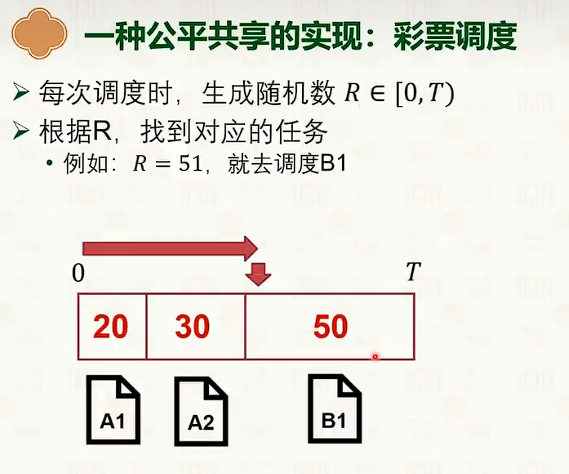 一种公平共享的实现：彩票调度
➢ 每次调度时，生成随机数 R ∈ [0, T)
➢ 根据R，找到对应的任务
• 例如：R = 51，就去调度B1
0 T
20 30 50
A1 A2 B1